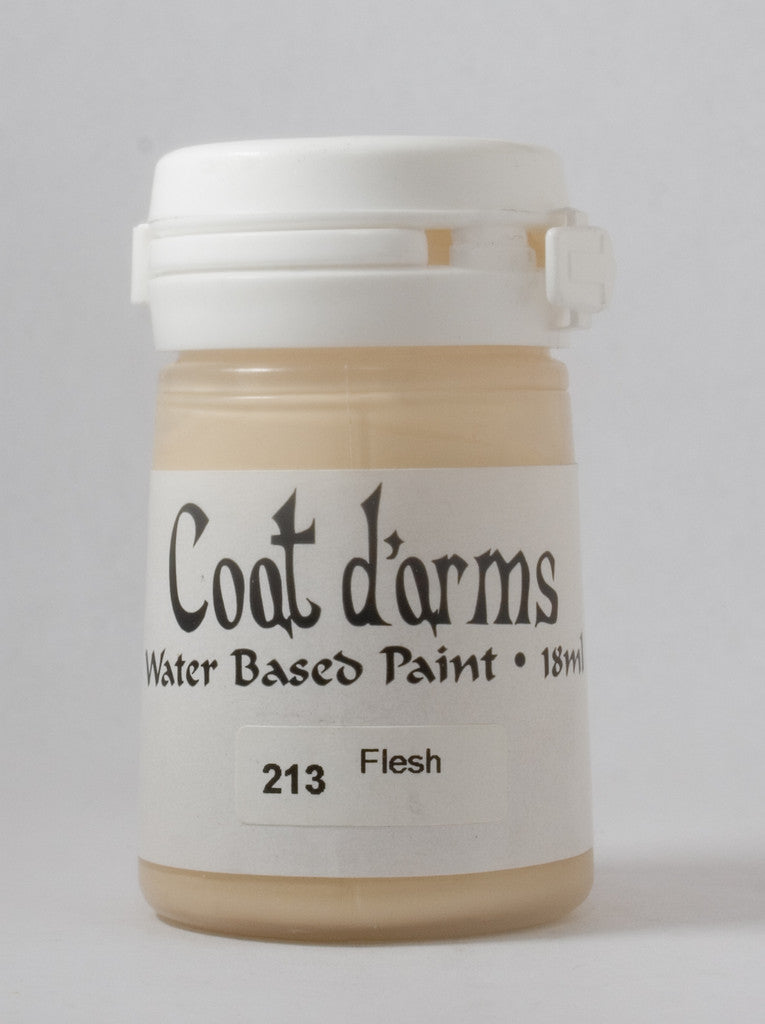 Coat d'arms
Water Based Paint • 18ml
213 Flesh